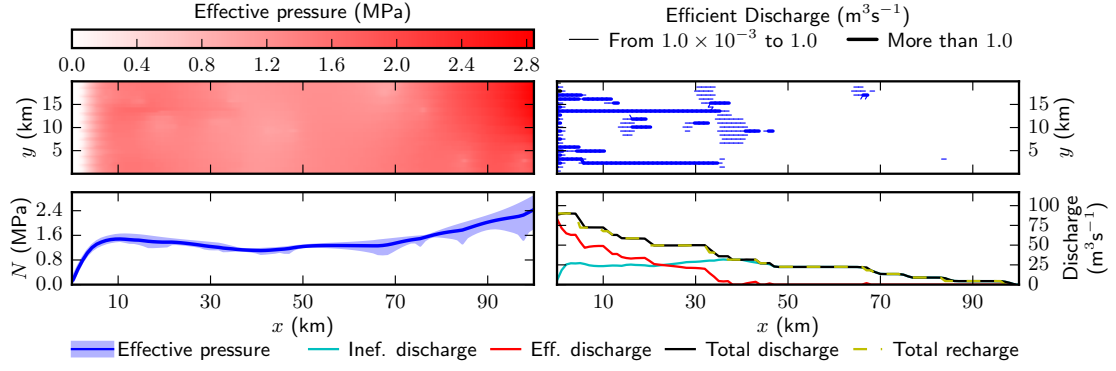 Effective pressure (MPa)
Efficient Discharge (m³s⁻¹)
From 1.0 × 10⁻³ to 1.0
More than 1.0
0.0 0.4 0.8 1.2 1.6 2.0 2.4 2.8
y (km)
15
10
5
15
10
5
y (km)
N (MPa)
2.4
1.6
0.8
0.0
100
75
50
25
0
Discharge
(m³s⁻¹)
10 30 50 70 90
10 30 50 70 90
x (km)
x (km)
Effective pressure
Inef. discharge
Eff. discharge
Total discharge
Total recharge